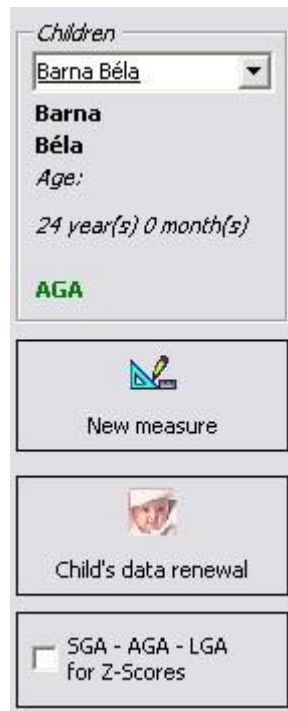 Children
Barna Béla
Barna
Béla
Age:
24 year(s) 0 month(s)
AGA
New measure
Child's data renewal
SGA - AGA - LGA
for Z-Scores